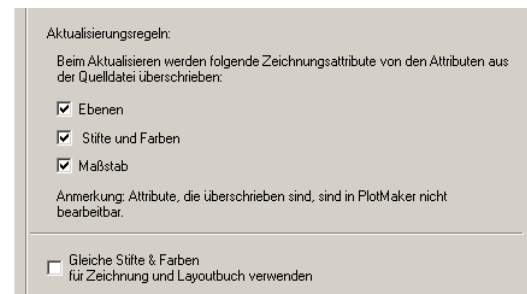 Aktualisierungsregeln:
Beim Aktualisieren werden folgende Zeichnungsattribute von den Attributen aus
der Quelldatei überschrieben:
Ebenen
Stifte und Farben
Maßstab
Anmerkung: Attribute, die überschrieben sind, sind in PlotMaker nicht
bearbeitbar.
Gleiche Stifte & Farben
für Zeichnung und Layoutbuch verwenden